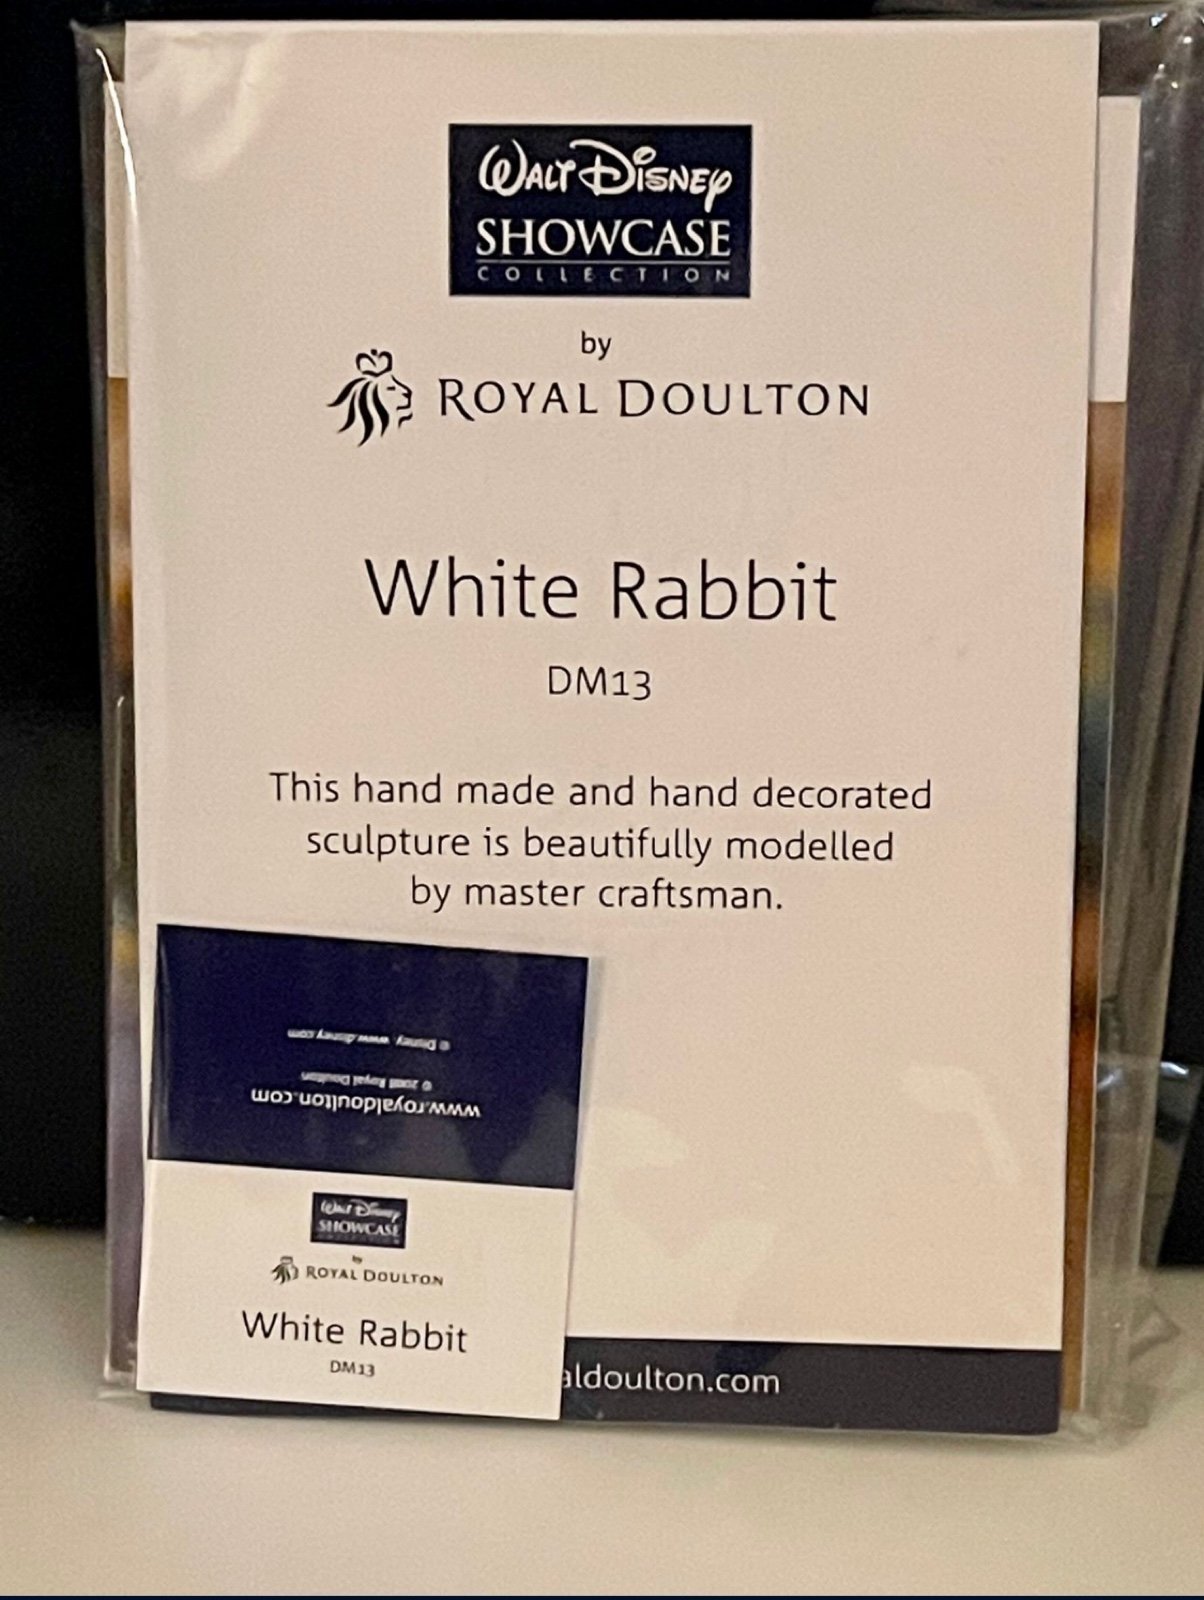 WALT DISNEY
SHOWCASE
COLLECTION
by
ROYAL DOULTON
White Rabbit
DM13
This hand made and hand decorated
sculpture is beautifully modelled
by master craftsman.
aldoulton.com
www.royaldoulton.com
© 2008 Royal Doulton
© Disney. www.disney.com
Walt Disney
SHOWCASE
COLLECTION
by
ROYAL DOULTON
White Rabbit
DM13